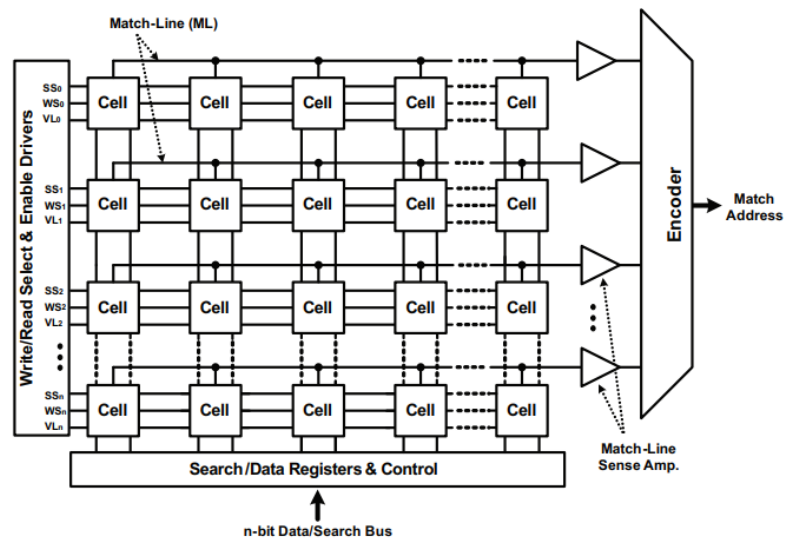 Match-Line (ML)
Write/Read Select & Enable Drivers
SS0
WS0
VL0
Cell Cell Cell Cell Cell
SS1
WS1
VL1
Cell Cell Cell Cell Cell
SS2
WS2
VL2
Cell Cell Cell Cell Cell
SSn
WSn
VLn
Cell Cell Cell Cell Cell
Encoder
Match
Address
Match-Line
Sense Amp.
Search/Data Registers & Control
n-bit Data/Search Bus